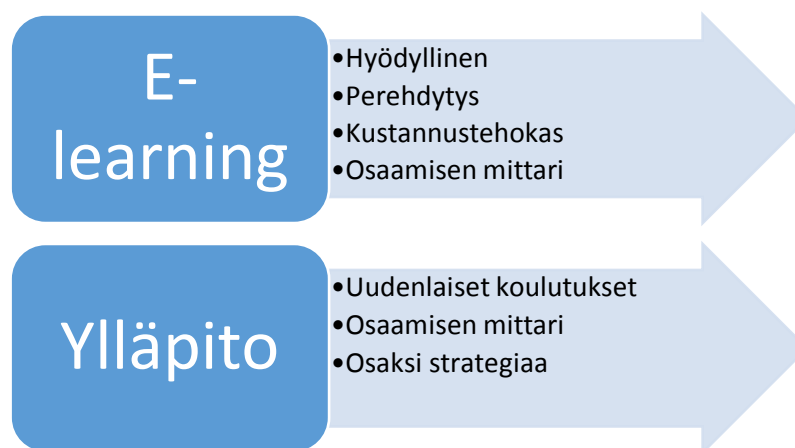 E-
learning
•Hyödyllinen
•Perehdytys
•Kustannustehokas
•Osaamisen mittari
Ylläpito
•Uudenlaiset koulutukset
•Osaamisen mittari
•Osaksi strategiaa